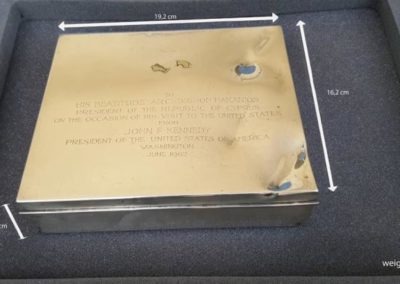 19,2 cm
16,2 cm
TO
HIS BEATITUDE ARCHBISHOP MAKARIOS
PRESIDENT OF THE REPUBLIC OF CYPRUS
ON THE OCCASION OF HIS VISIT TO THE UNITED STATES
FROM
JOHN F. KENNEDY
PRESIDENT OF THE UNITED STATES OF AMERICA
WASHINGTON
JUNE 1962
cm
weig